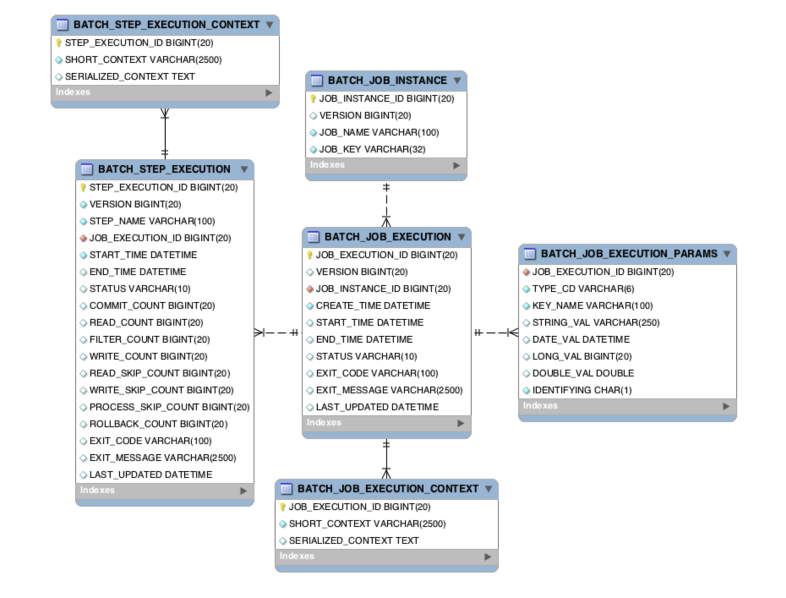 BATCH_STEP_EXECUTION_CONTEXT
STEP_EXECUTION_ID BIGINT(20)
SHORT_CONTEXT VARCHAR(2500)
SERIALIZED_CONTEXT TEXT
Indexes
BATCH_JOB_INSTANCE
JOB_INSTANCE_ID BIGINT(20)
VERSION BIGINT(20)
JOB_NAME VARCHAR(100)
JOB_KEY VARCHAR(32)
Indexes
BATCH_STEP_EXECUTION
STEP_EXECUTION_ID BIGINT(20)
VERSION BIGINT(20)
STEP_NAME VARCHAR(100)
JOB_EXECUTION_ID BIGINT(20)
START_TIME DATETIME
END_TIME DATETIME
STATUS VARCHAR(10)
COMMIT_COUNT BIGINT(20)
READ_COUNT BIGINT(20)
FILTER_COUNT BIGINT(20)
WRITE_COUNT BIGINT(20)
READ_SKIP_COUNT BIGINT(20)
WRITE_SKIP_COUNT BIGINT(20)
PROCESS_SKIP_COUNT BIGINT(20)
ROLLBACK_COUNT BIGINT(20)
EXIT_CODE VARCHAR(100)
EXIT_MESSAGE VARCHAR(2500)
LAST_UPDATED DATETIME
Indexes
BATCH_JOB_EXECUTION
JOB_EXECUTION_ID BIGINT(20)
VERSION BIGINT(20)
JOB_INSTANCE_ID BIGINT(20)
CREATE_TIME DATETIME
START_TIME DATETIME
END_TIME DATETIME
STATUS VARCHAR(10)
EXIT_CODE VARCHAR(100)
EXIT_MESSAGE VARCHAR(2500)
LAST_UPDATED DATETIME
Indexes
BATCH_JOB_EXECUTION_PARAMS
JOB_EXECUTION_ID BIGINT(20)
TYPE_CD VARCHAR(6)
KEY_NAME VARCHAR(100)
STRING_VAL VARCHAR(250)
DATE_VAL DATETIME
LONG_VAL BIGINT(20)
DOUBLE_VAL DOUBLE
IDENTIFYING CHAR(1)
Indexes
BATCH_JOB_EXECUTION_CONTEXT
JOB_EXECUTION_ID BIGINT(20)
SHORT_CONTEXT VARCHAR(2500)
SERIALIZED_CONTEXT TEXT
Indexes